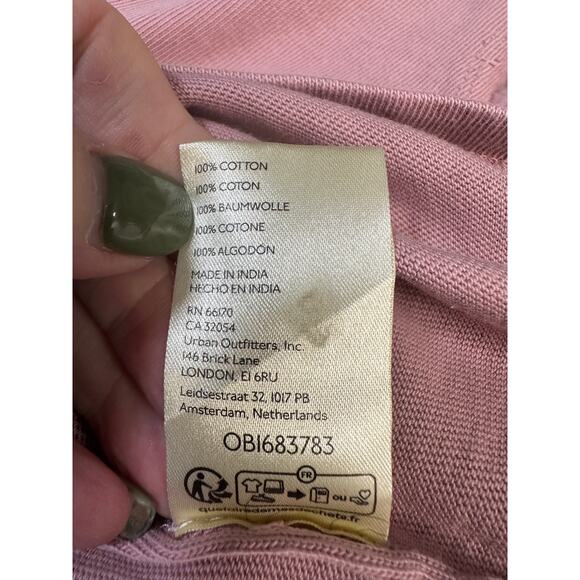 100% COTTON
100% COTON
100% BAUMWOLLE
100% COTONE
100% ALGODÓN
MADE IN INDIA
HECHO EN INDIA
RN 66170
CA 32054
Urban Outfitters, Inc.
146 Brick Lane
LONDON, E1 6RU
Leidsestraat 32, 1017 PB
Amsterdam, Netherlands
OB1683783
FR
OU
quefairedemesdechets.fr